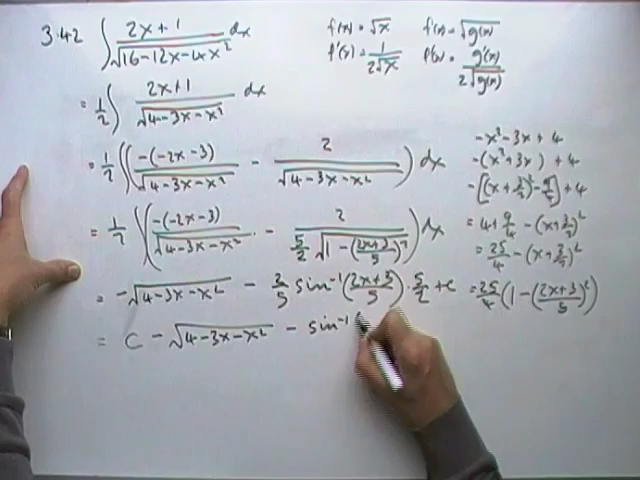 3.42 ∫ (2x+1)/√(16-12x-4x²) dx
f(x) = √x   f(x) = √g(x)
f'(x) = 1/(2√x)   f'(x) = g'(x)/(2√g(x))
= 1/2 ∫ (2x+1)/√(4-3x-x²) dx
= 1/2 ∫ ( -(-2x-3)/√(4-3x-x²) - 2/√(4-3x-x²) ) dx
= 1/2 ∫ ( -(-2x-3)/√(4-3x-x²) - 2/(5/2 √(1-((2x+3)/5)²)) ) dx
= -√(4-3x-x²) - 2/5 sin⁻¹((2x+3)/5) · 5/2 + c
= C - √(4-3x-x²) - sin⁻¹
-x²-3x+4
-(x²+3x)+4
-[(x+3/2)²-9/4]+4
= 4+9/4-(x+3/2)²
= 25/4-(x+3/2)²
= 25/4(1-((2x+3)/5)²)